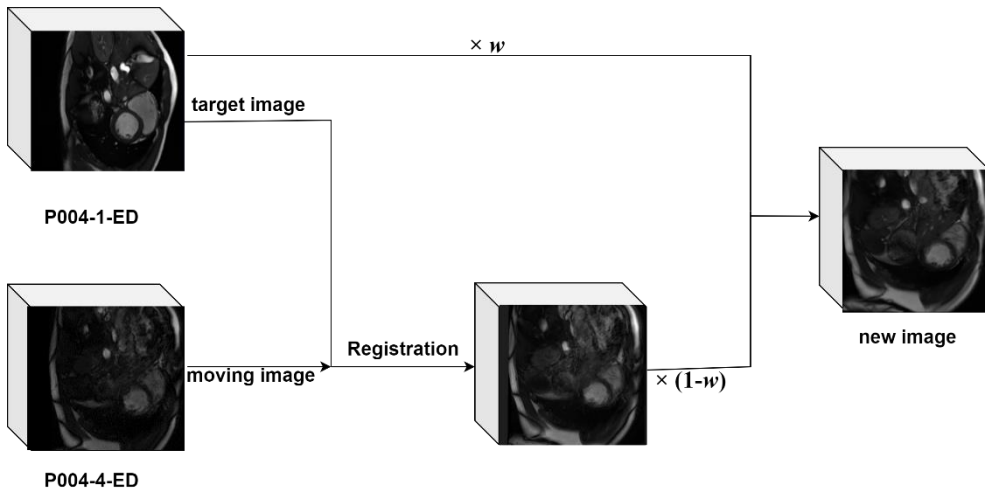 × w
target image
P004-1-ED
Registration
moving image
× (1-w)
new image
P004-4-ED